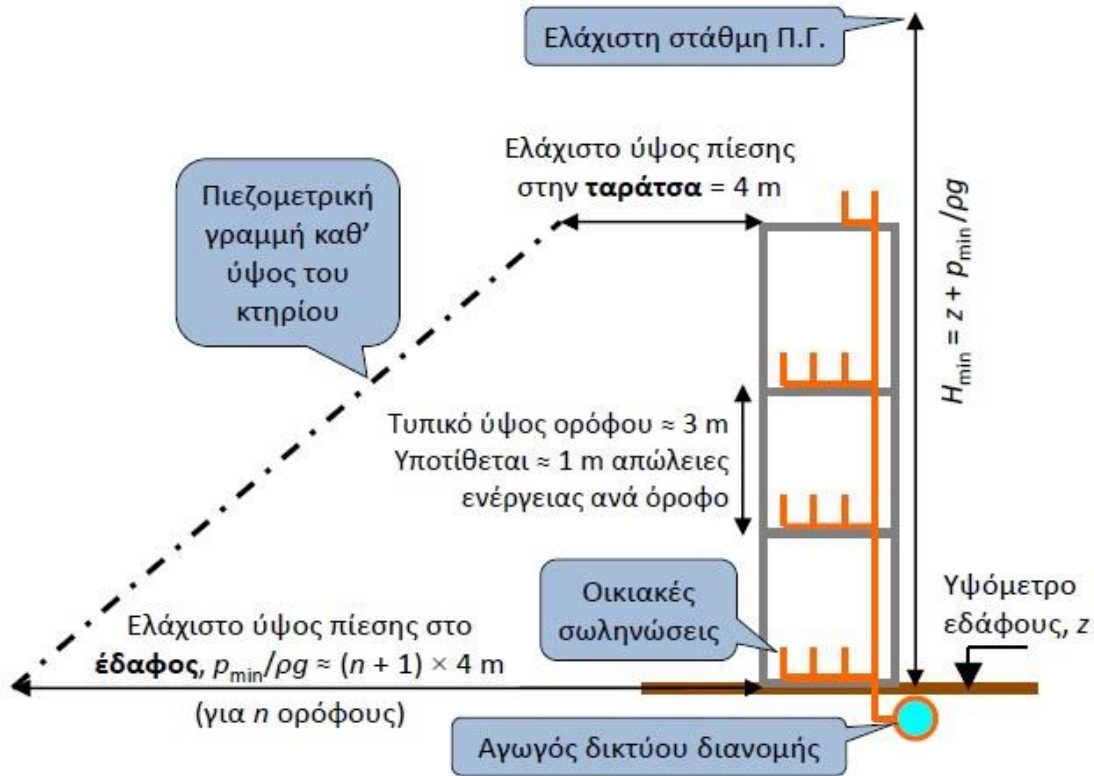 Ελάχιστη στάθμη Π.Γ.
Ελάχιστο ύψος πίεσης
στην ταράτσα = 4 m
Πιεζομετρική
γραμμή καθ’
ύψος του
κτηρίου
H_min = z + p_min/ρg
Τυπικό ύψος ορόφου ≈ 3 m
Υποτίθεται ≈ 1 m απώλειες
ενέργειας ανά όροφο
Οικιακές
σωληνώσεις
Υψόμετρο
εδάφους, z
Ελάχιστο ύψος πίεσης στο
έδαφος, p_min/ρg ≈ (n + 1) × 4 m
(για n ορόφους)
Αγωγός δικτύου διανομής